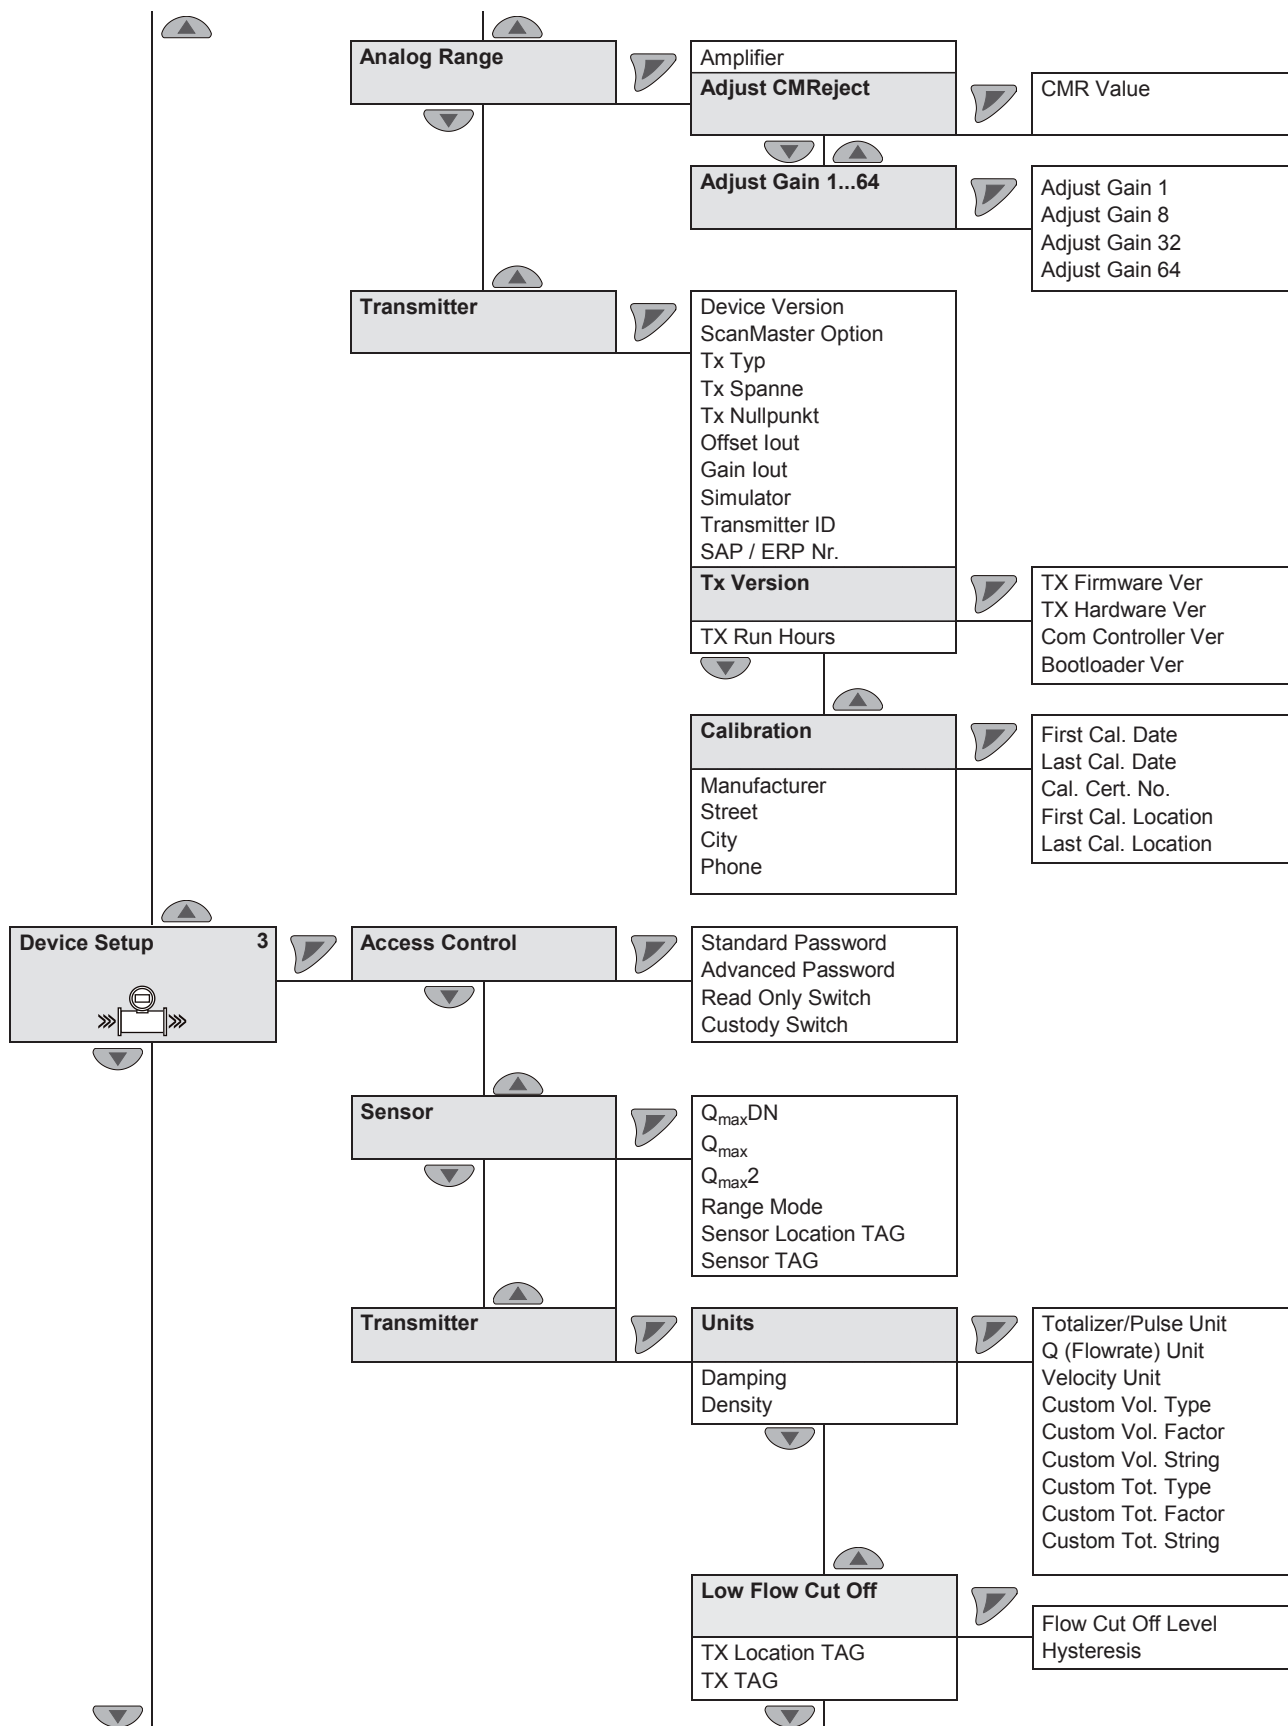 Analog Range
Amplifier
Adjust CMReject
CMR Value
Adjust Gain 1...64
Adjust Gain 1
Adjust Gain 8
Adjust Gain 32
Adjust Gain 64
Transmitter
Device Version
ScanMaster Option
Tx Typ
Tx Spanne
Tx Nullpunkt
Offset Iout
Gain Iout
Simulator
Transmitter ID
SAP / ERP Nr.
Tx Version
TX Run Hours
TX Firmware Ver
TX Hardware Ver
Com Controller Ver
Bootloader Ver
Calibration
Manufacturer
Street
City
Phone
First Cal. Date
Last Cal. Date
Cal. Cert. No.
First Cal. Location
Last Cal. Location
Device Setup 3
Access Control
Standard Password
Advanced Password
Read Only Switch
Custody Switch
Sensor
QmaxDN
Qmax
Qmax2
Range Mode
Sensor Location TAG
Sensor TAG
Transmitter
Units
Damping
Density
Totalizer/Pulse Unit
Q (Flowrate) Unit
Velocity Unit
Custom Vol. Type
Custom Vol. Factor
Custom Vol. String
Custom Tot. Type
Custom Tot. Factor
Custom Tot. String
Low Flow Cut Off
TX Location TAG
TX TAG
Flow Cut Off Level
Hysteresis